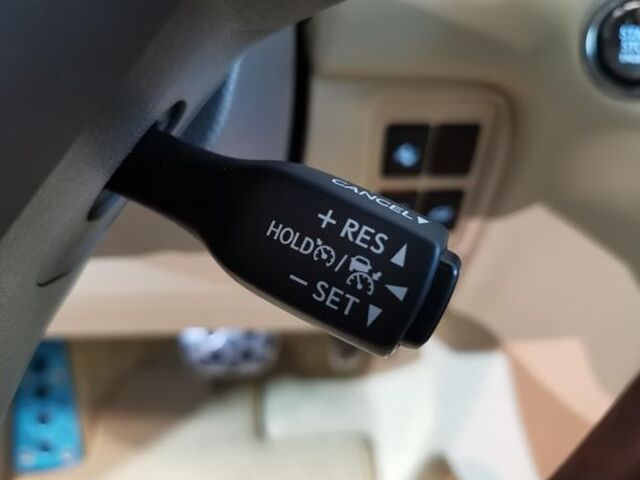 CANCEL▼
+ RES ▲
HOLD /
− SET ▼